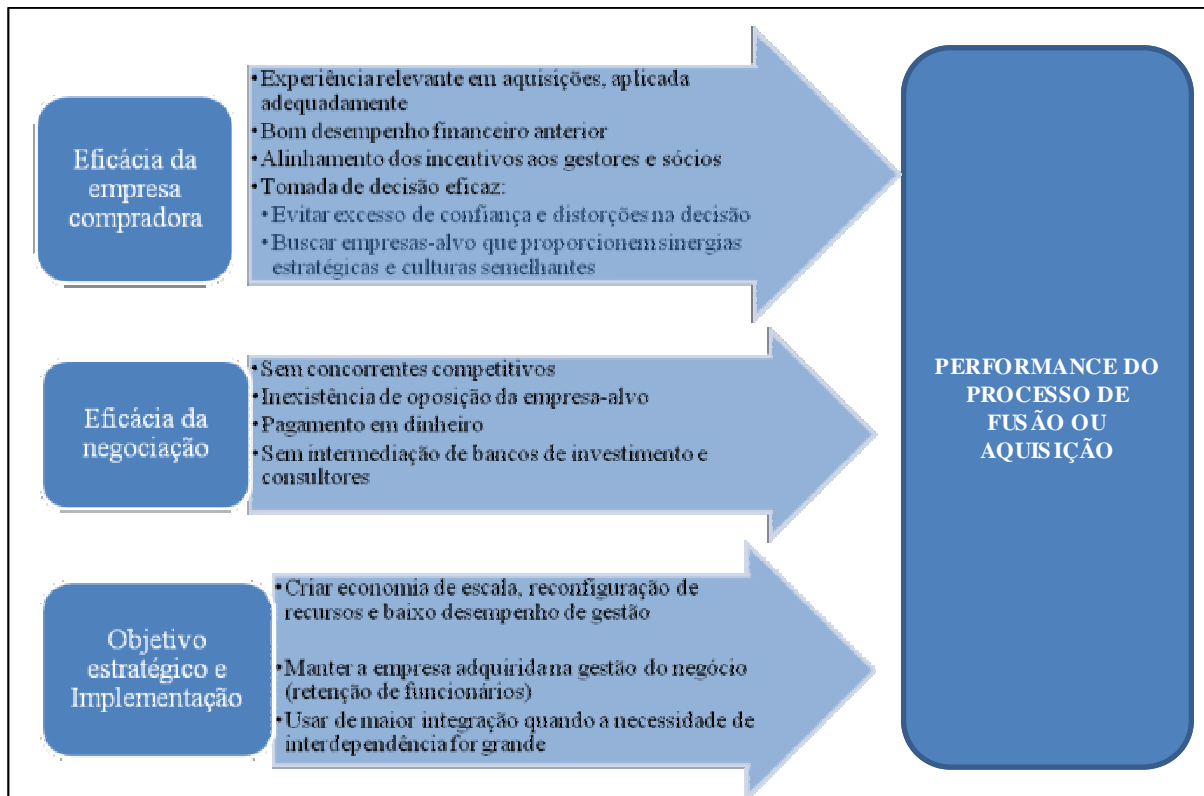 Eficácia da
empresa
compradora
•Experiência relevante em aquisições, aplicada
adequadamente
•Bom desempenho financeiro anterior
•Alinhamento dos incentivos aos gestores e sócios
•Tomada de decisão eficaz:
•Evitar excesso de confiança e distorções na decisão
•Buscar empresas-alvo que proporcionem sinergias
estratégicas e culturas semelhantes
Eficácia da
negociação
•Sem concorrentes competitivos
•Inexistência de oposição da empresa-alvo
•Pagamento em dinheiro
•Sem intermediação de bancos de investimento e
consultores
Objetivo
estratégico e
Implementação
•Criar economia de escala, reconfiguração de
recursos e baixo desempenho de gestão
•Manter a empresa adquirida na gestão do negócio
(retenção de funcionários)
•Usar de maior integração quando a necessidade de
interdependência for grande
PERFORMANCE DO
PROCESSO DE
FUSÃO OU
AQUISIÇÃO